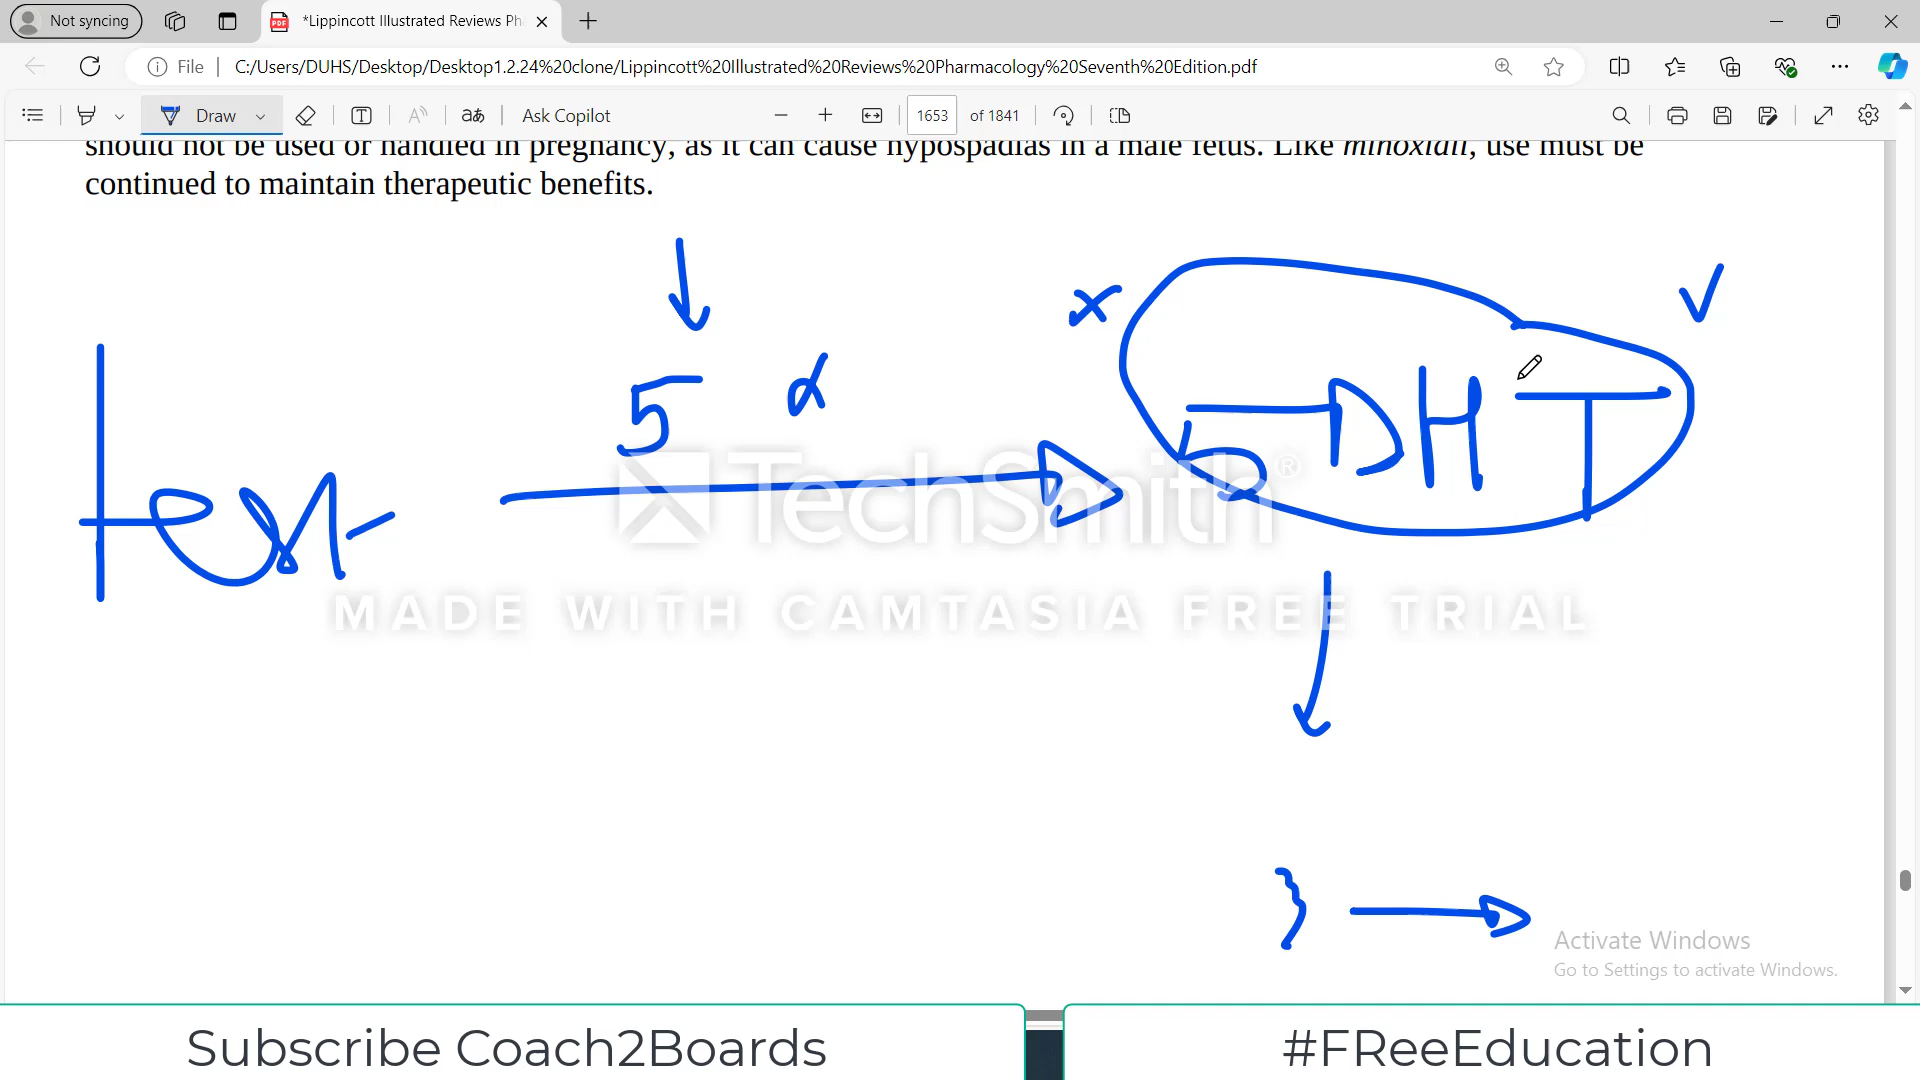 Not syncing
*Lippincott Illustrated Reviews Ph
File
C:/Users/DUHS/Desktop/Desktop1.2.24%20clone/Lippincott%20Illustrated%20Reviews%20Pharmacology%20Seventh%20Edition.pdf
Draw
Ask Copilot
1653 of 1841
should not be used or handled in pregnancy, as it can cause hypospadias in a male fetus. Like minoxidil, use must be
continued to maintain therapeutic benefits.
5 α
DHT
TechSmith®
MADE WITH CAMTASIA FREE TRIAL
Activate Windows
Go to Settings to activate Windows.
Subscribe Coach2Boards
#FReeEducation